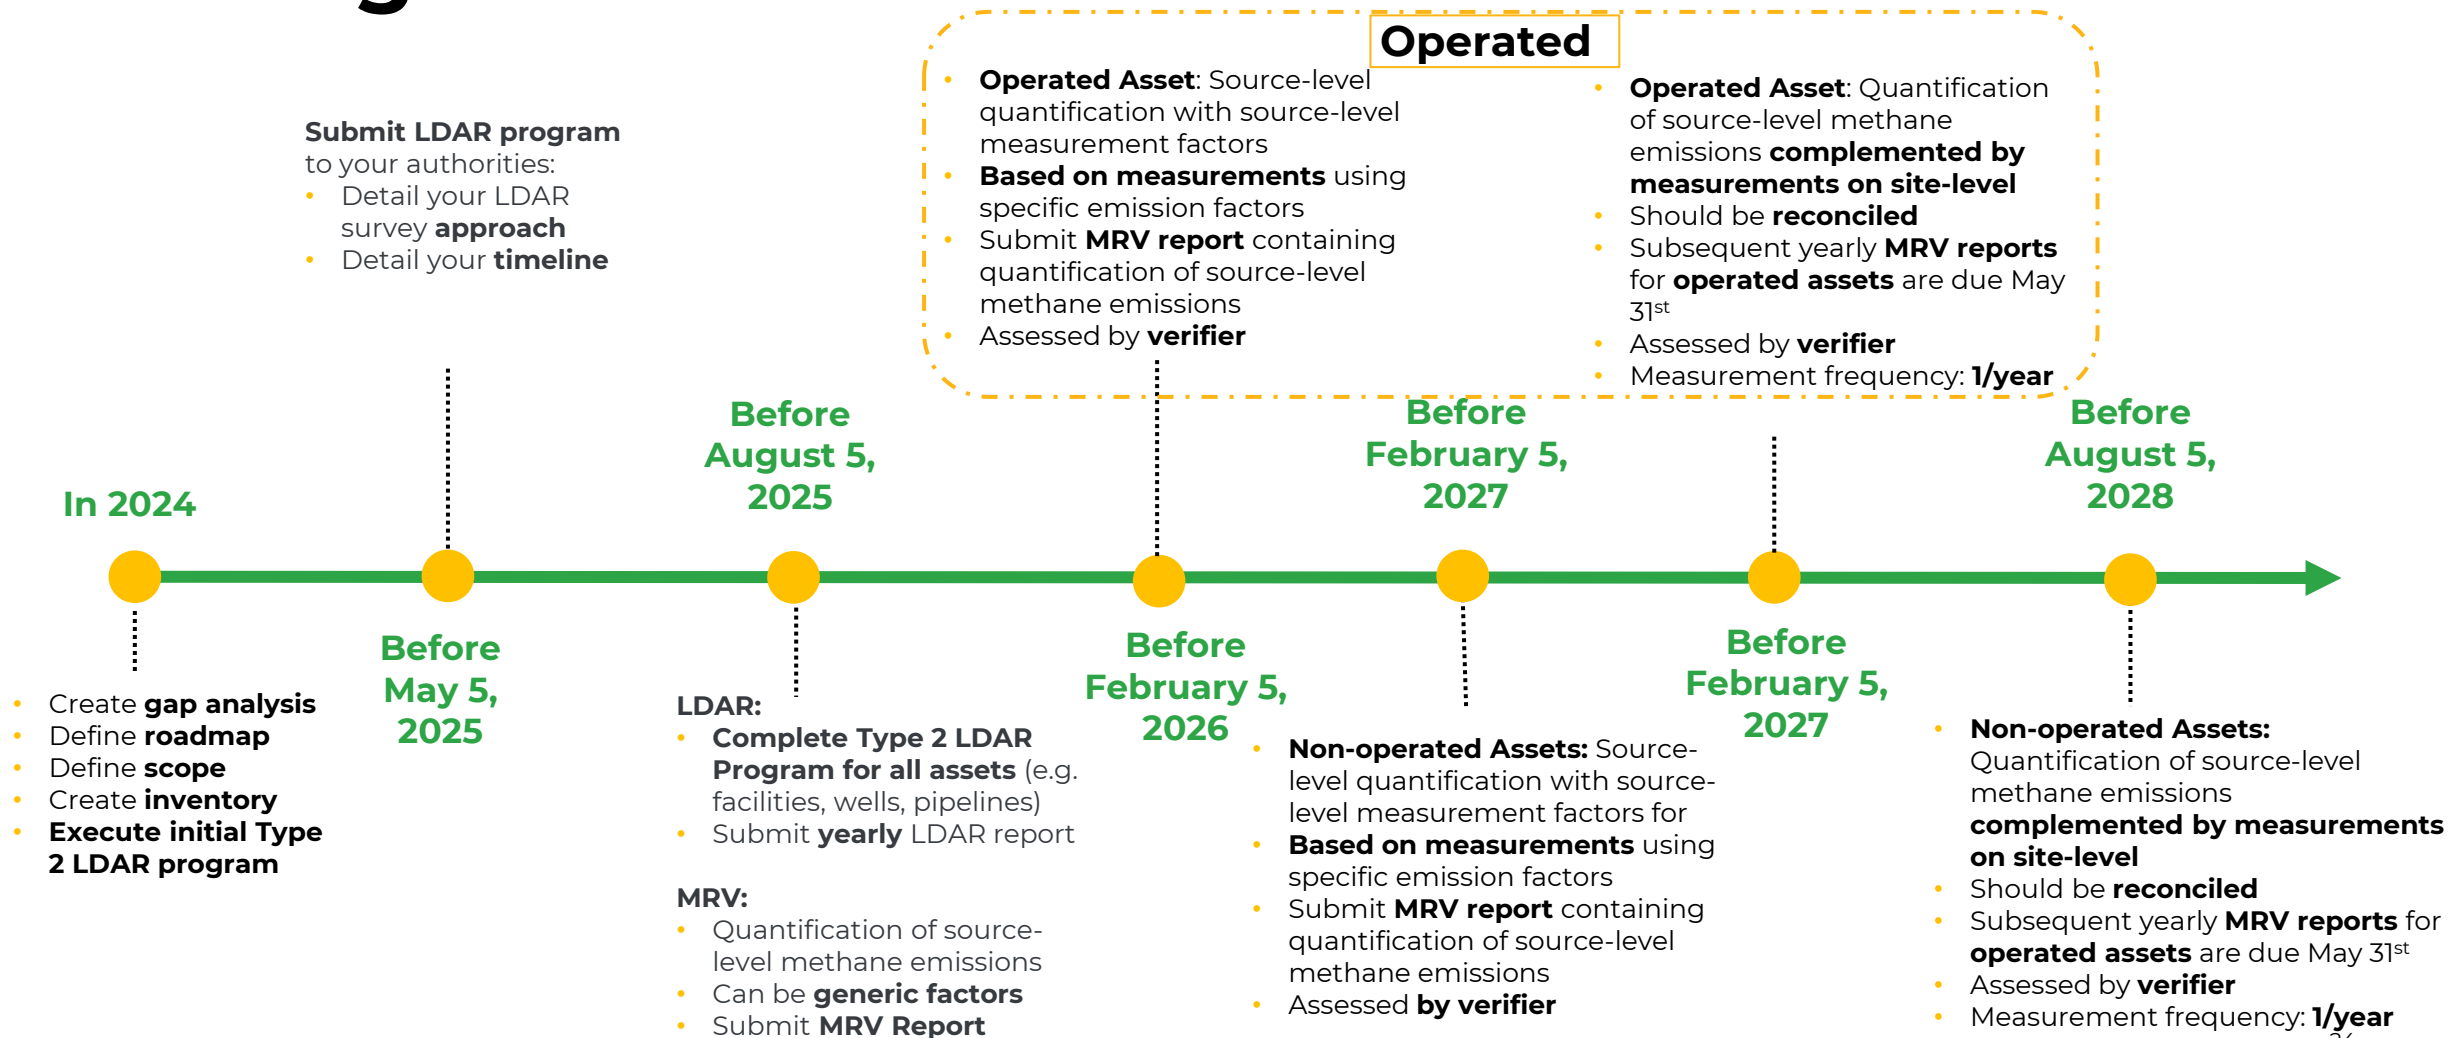 Operated
Submit LDAR program
to your authorities:
• Detail your LDAR
survey approach
• Detail your timeline
• Operated Asset: Source-level
quantification with source-level
measurement factors
• Based on measurements using
specific emission factors
• Submit MRV report containing
quantification of source-level
methane emissions
• Assessed by verifier
• Operated Asset: Quantification
of source-level methane
emissions complemented by
measurements on site-level
• Should be reconciled
• Subsequent yearly MRV reports
for operated assets are due May
31st
• Assessed by verifier
• Measurement frequency: 1/year
In 2024
Before
August 5,
2025
Before
February 5,
2027
Before
August 5,
2028
Before
May 5,
2025
Before
February 5,
2026
Before
February 5,
2027
• Create gap analysis
• Define roadmap
• Define scope
• Create inventory
• Execute initial Type
2 LDAR program
LDAR:
• Complete Type 2 LDAR
Program for all assets (e.g.
facilities, wells, pipelines)
• Submit yearly LDAR report
MRV:
• Quantification of source-
level methane emissions
• Can be generic factors
• Submit MRV Report
• Non-operated Assets: Source-
level quantification with source-
level measurement factors for
• Based on measurements using
specific emission factors
• Submit MRV report containing
quantification of source-level
methane emissions
• Assessed by verifier
• Non-operated Assets:
Quantification of source-level
methane emissions
complemented by measurements
on site-level
• Should be reconciled
• Subsequent yearly MRV reports for
operated assets are due May 31st
• Assessed by verifier
• Measurement frequency: 1/year